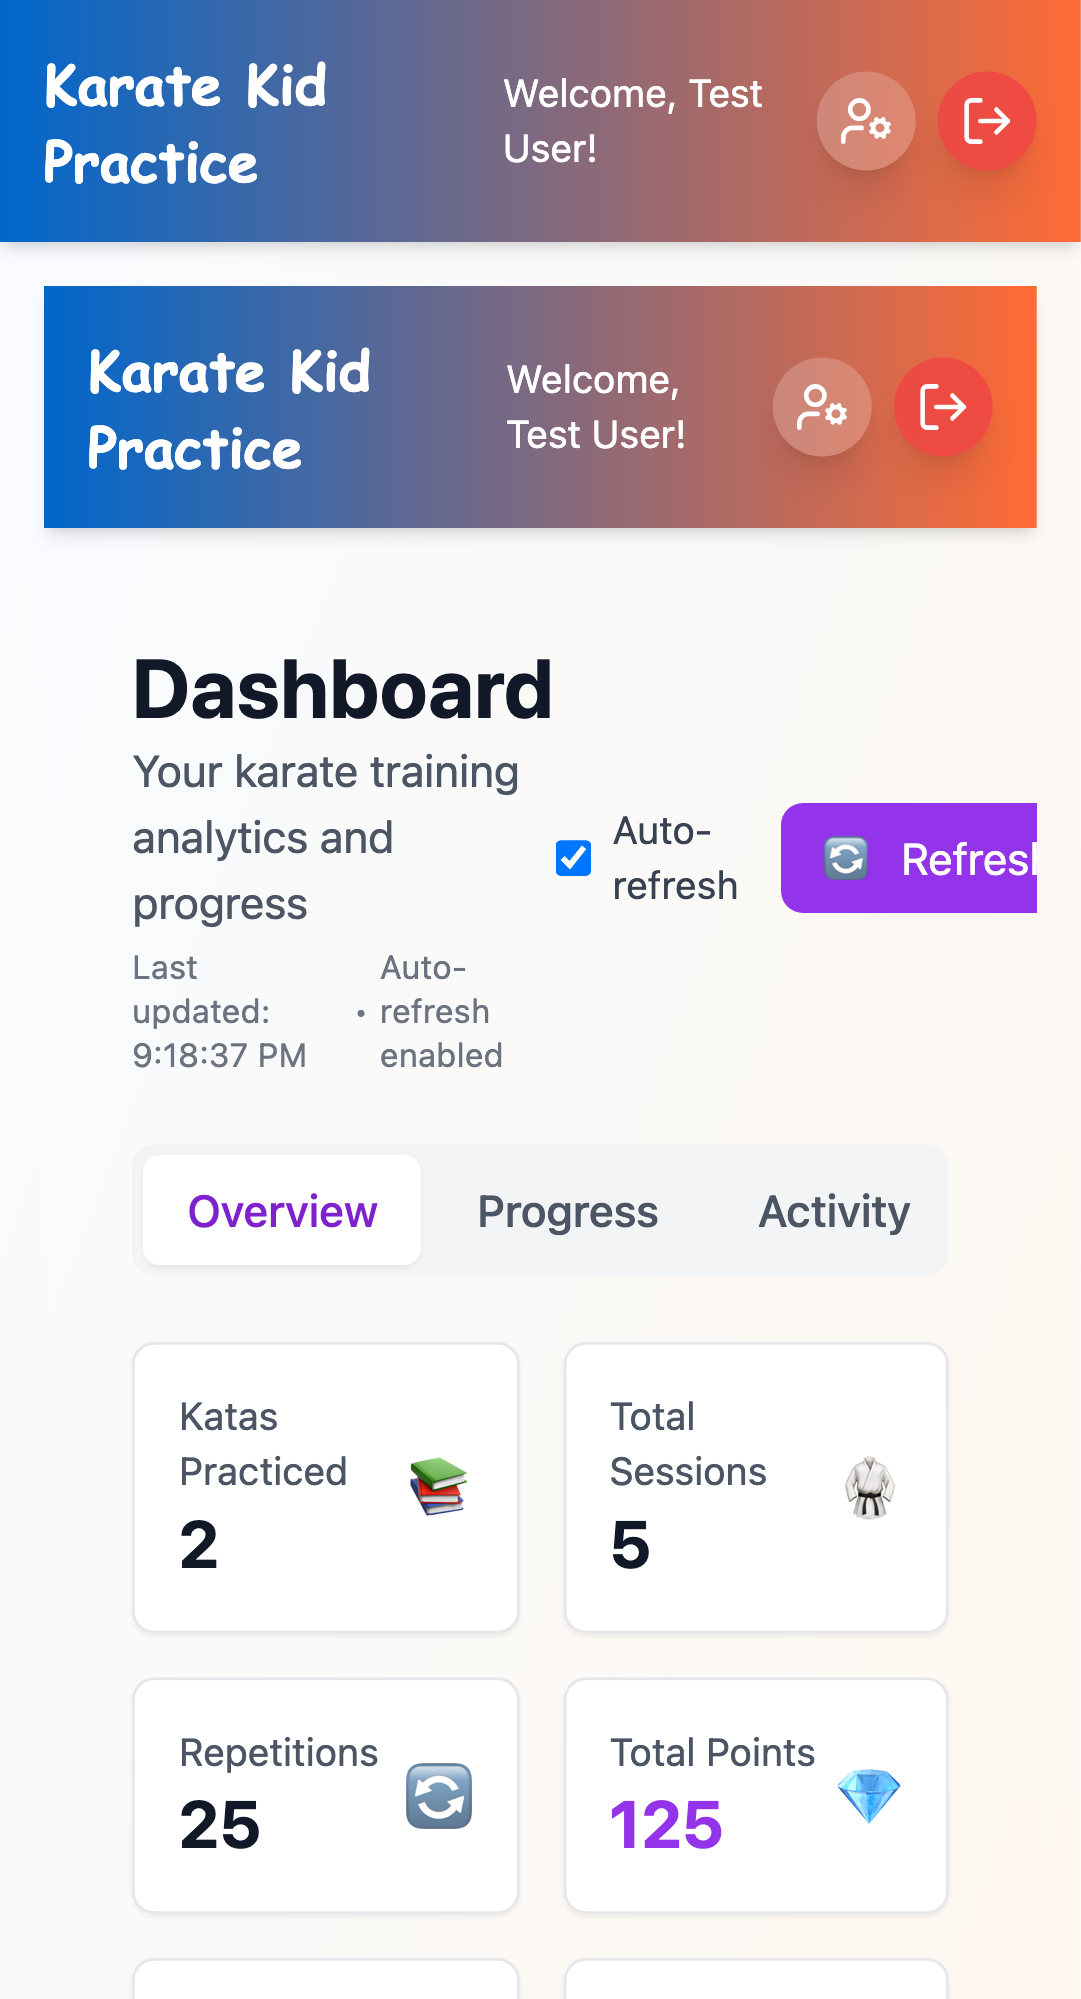 Karate Kid
Practice
Welcome, Test
User!
Karate Kid
Practice
Welcome,
Test User!
Dashboard
Your karate training
analytics and
progress
Last
updated:
9:18:37 PM
•
Auto-
refresh
enabled
Auto-
refresh
Refresh
Overview
Progress
Activity
Katas
Practiced
2
Total
Sessions
5
Repetitions
25
Total Points
125